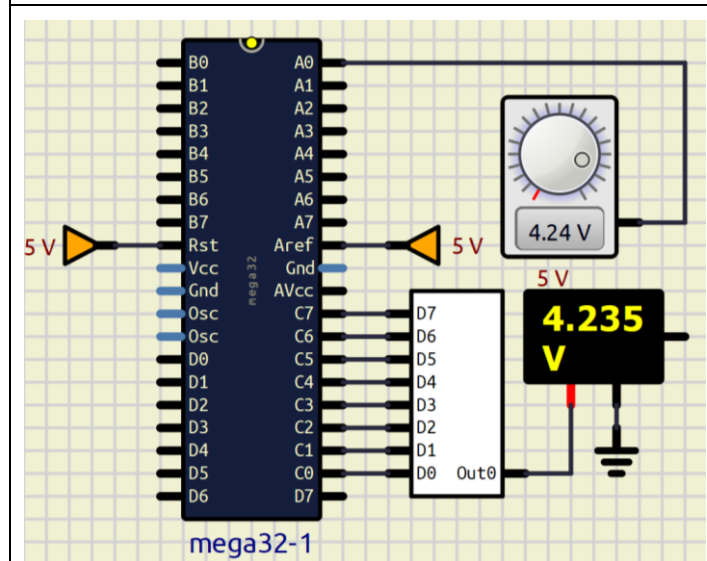 B0 A0
B1 A1
B2 A2
B3 A3
B4 A4
B5 A5
B6 A6
B7 A7
5 V Rst Aref 5 V
Vcc Gnd
Gnd AVcc
Osc C7
Osc C6
D0 C5
D1 C4
D2 C3
D3 C2
D4 C1
D5 C0
D6 D7
mega32
mega32-1
4.24 V
5 V
4.235
V
D7
D6
D5
D4
D3
D2
D1
D0 Out0